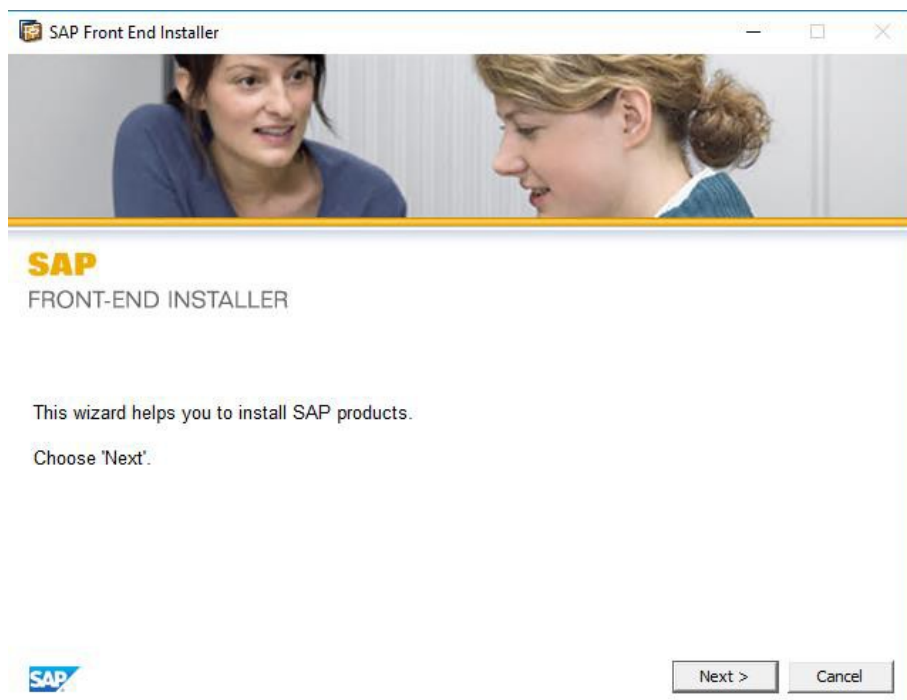 SAP Front End Installer
SAP
FRONT-END INSTALLER
This wizard helps you to install SAP products.
Choose 'Next'.
SAP
Next >
Cancel